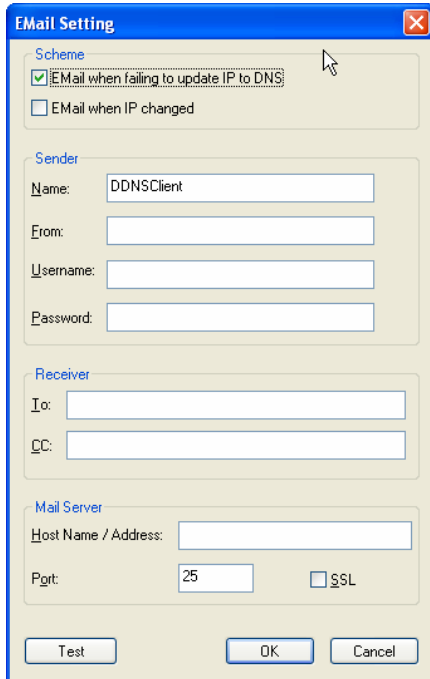 EMail Setting
Scheme
EMail when failing to update IP to DNS
EMail when IP changed
Sender
Name: DDNSClient
From:
Username:
Password:
Receiver
To:
CC:
Mail Server
Host Name / Address:
Port: 25 SSL
Test OK Cancel